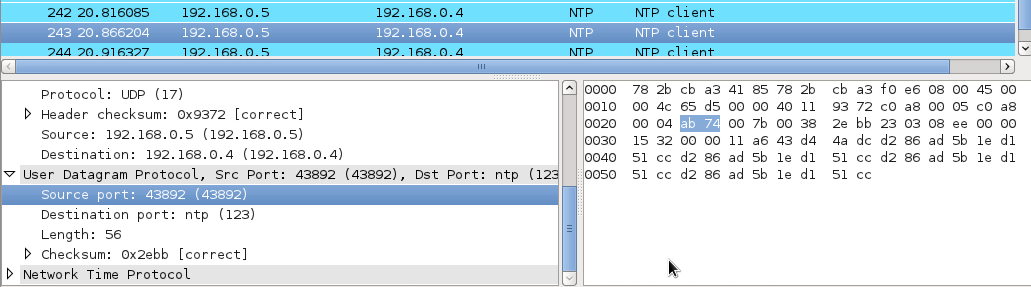 242 20.816085 192.168.0.5 192.168.0.4 NTP NTP client
243 20.866204 192.168.0.5 192.168.0.4 NTP NTP client
244 20.916327 192.168.0.5 192.168.0.4 NTP NTP client
Protocol: UDP (17)
Header checksum: 0x9372 [correct]
Source: 192.168.0.5 (192.168.0.5)
Destination: 192.168.0.4 (192.168.0.4)
User Datagram Protocol, Src Port: 43892 (43892), Dst Port: ntp (123
Source port: 43892 (43892)
Destination port: ntp (123)
Length: 56
Checksum: 0x2ebb [correct]
Network Time Protocol
0000 78 2b cb a3 41 85 78 2b cb a3 f0 e6 08 00 45 00
0010 00 4c 65 d5 00 00 40 11 93 72 c0 a8 00 05 c0 a8
0020 00 04 ab 74 00 7b 00 38 2e bb 23 03 08 ee 00 00
0030 15 32 00 00 11 a6 43 d4 4a dc d2 86 ad 5b 1e d1
0040 51 cc d2 86 ad 5b 1e d1 51 cc d2 86 ad 5b 1e d1
0050 51 cc d2 86 ad 5b 1e d1 51 cc